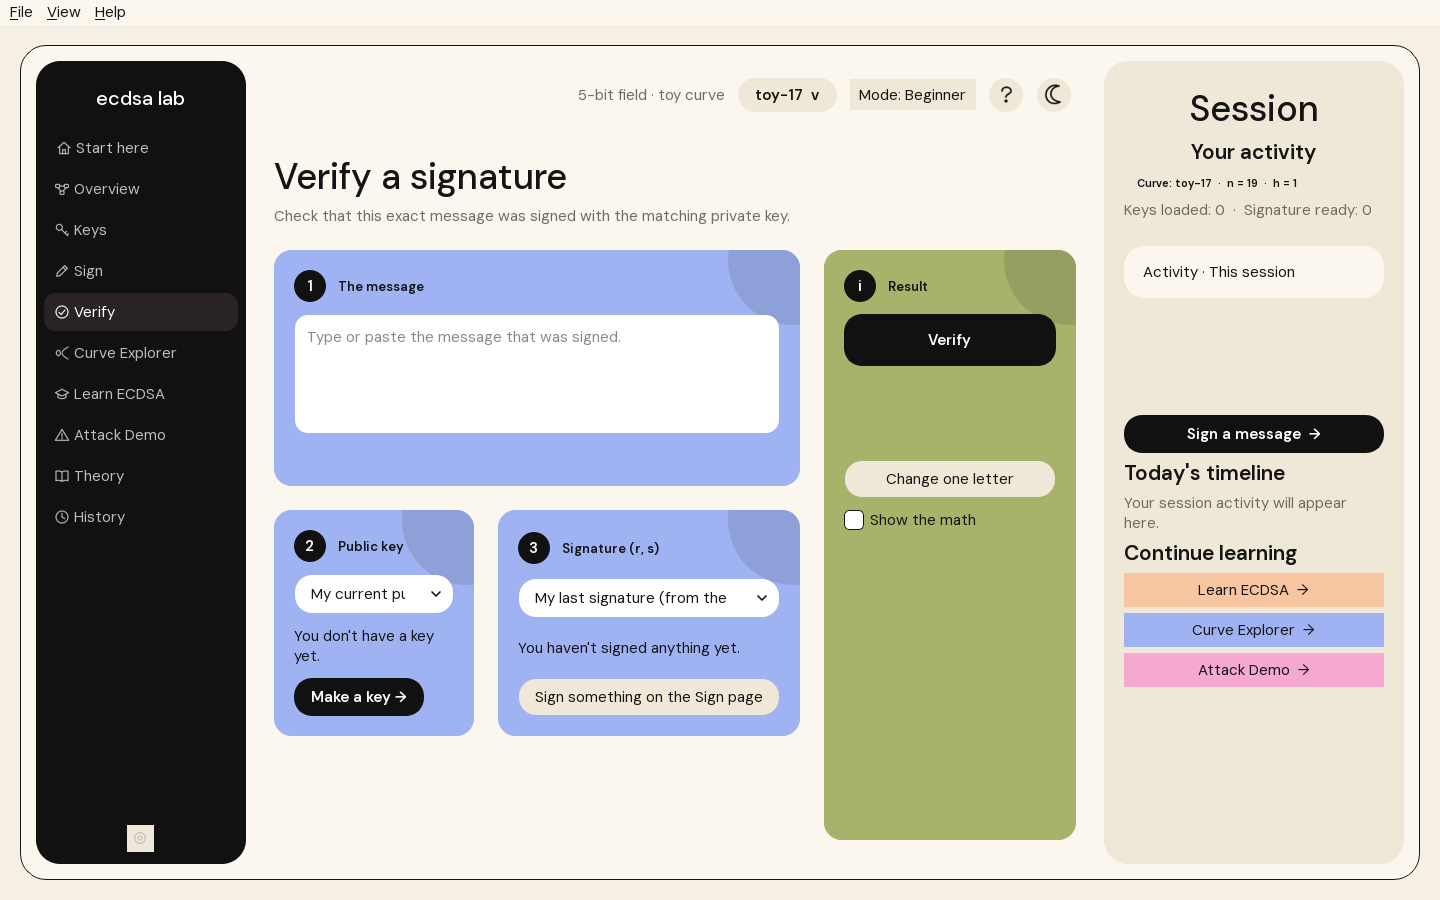 File View Help
ecdsa lab
Start here
Overview
Keys
Sign
Verify
Curve Explorer
Learn ECDSA
Attack Demo
Theory
History
5-bit field · toy curve
toy-17 v
Mode: Beginner
?
Verify a signature
Check that this exact message was signed with the matching private key.
1 The message
Type or paste the message that was signed.
2 Public key
My current pu
You don't have a key
yet.
Make a key →
3 Signature (r, s)
My last signature (from the
You haven't signed anything yet.
Sign something on the Sign page
i Result
Verify
Change one letter
Show the math
Session
Your activity
Curve: toy-17 · n = 19 · h = 1
Keys loaded: 0 · Signature ready: 0
Activity · This session
Sign a message →
Today's timeline
Your session activity will appear
here.
Continue learning
Learn ECDSA →
Curve Explorer →
Attack Demo →